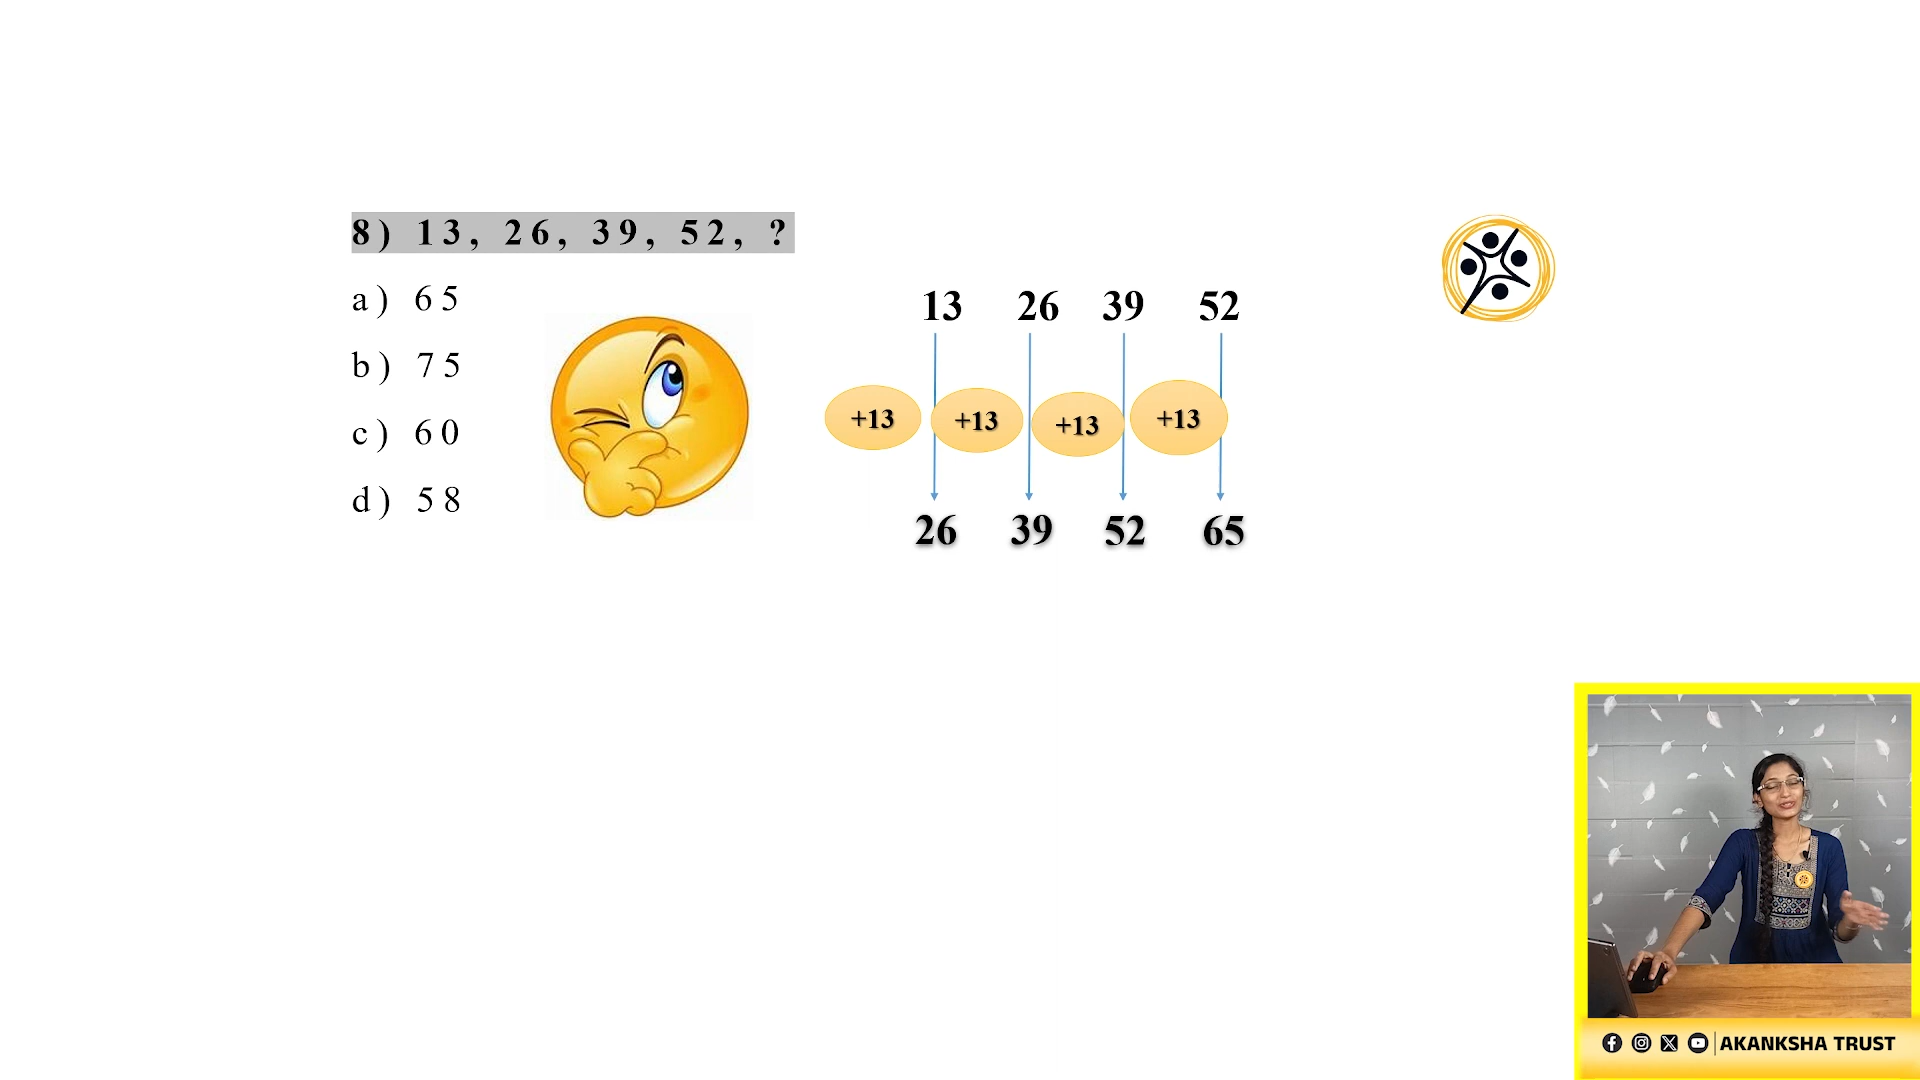 8) 13, 26, 39, 52, ?
a) 65
b) 75
c) 60
d) 58
13 26 39 52
+13 +13 +13 +13
26 39 52 65
AKANKSHA TRUST